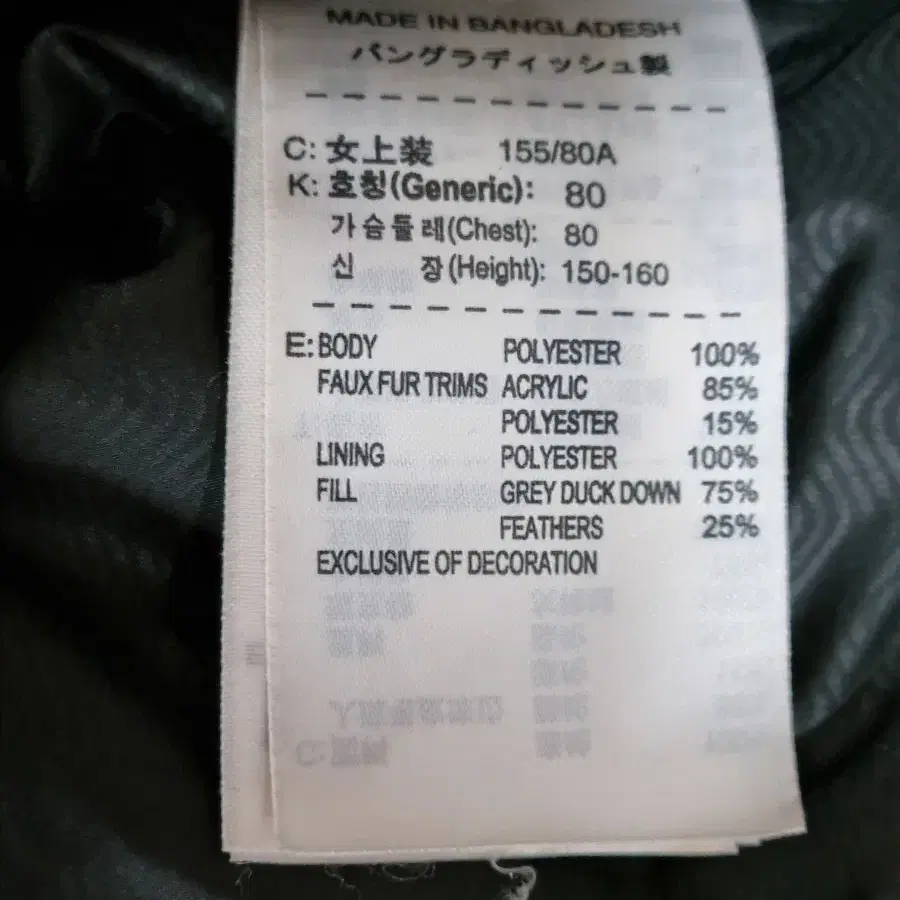 MADE IN BANGLADESH
バングラディッシュ製
C: 女上装 155/80A
K: 호칭(Generic): 80
가슴둘레(Chest): 80
신 장(Height): 150-160
E: BODY POLYESTER 100%
FAUX FUR TRIMS ACRYLIC 85%
POLYESTER 15%
LINING POLYESTER 100%
FILL GREY DUCK DOWN 75%
FEATHERS 25%
EXCLUSIVE OF DECORATION